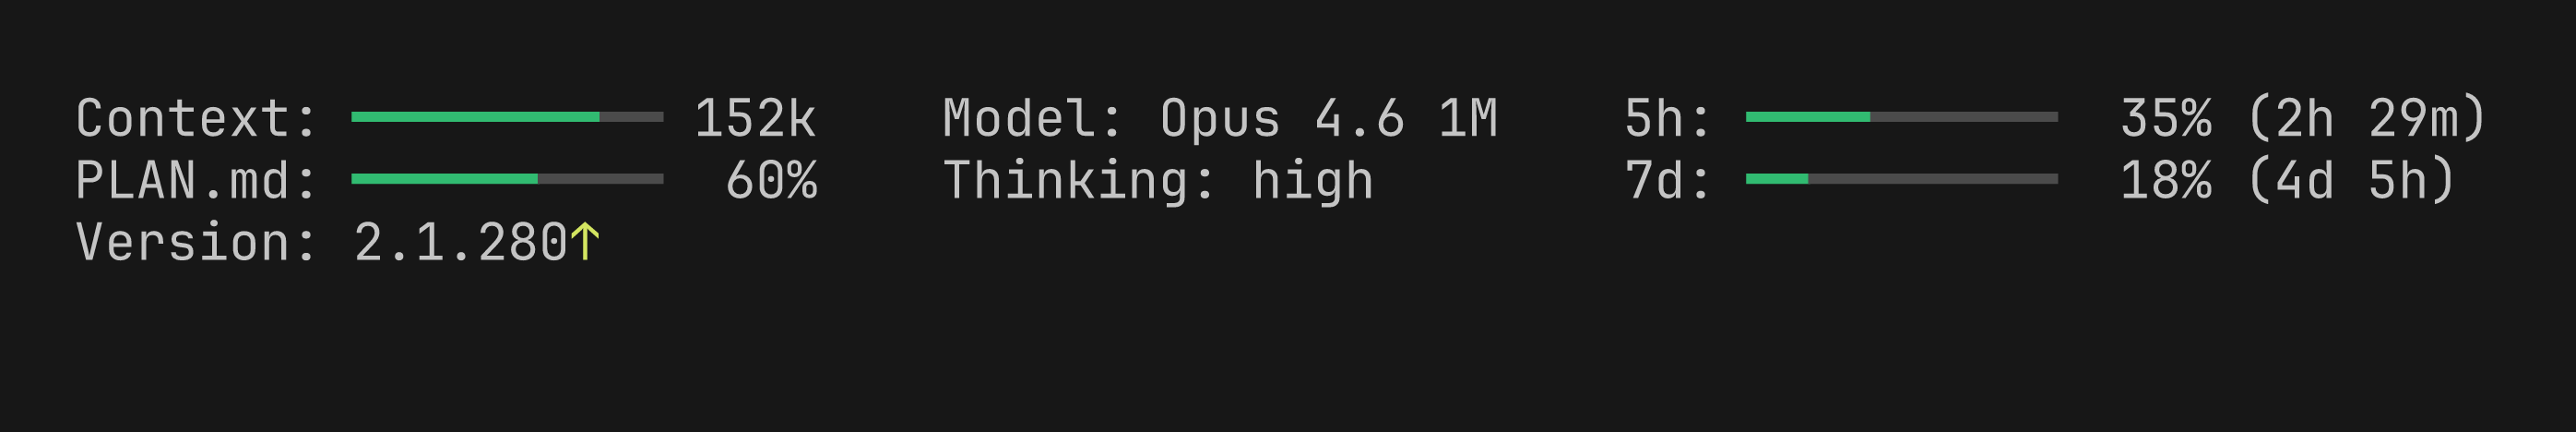 Context: 152k Model: Opus 4.6 1M 5h: 35% (2h 29m)
PLAN.md: 60% Thinking: high 7d: 18% (4d 5h)
Version: 2.1.280↑